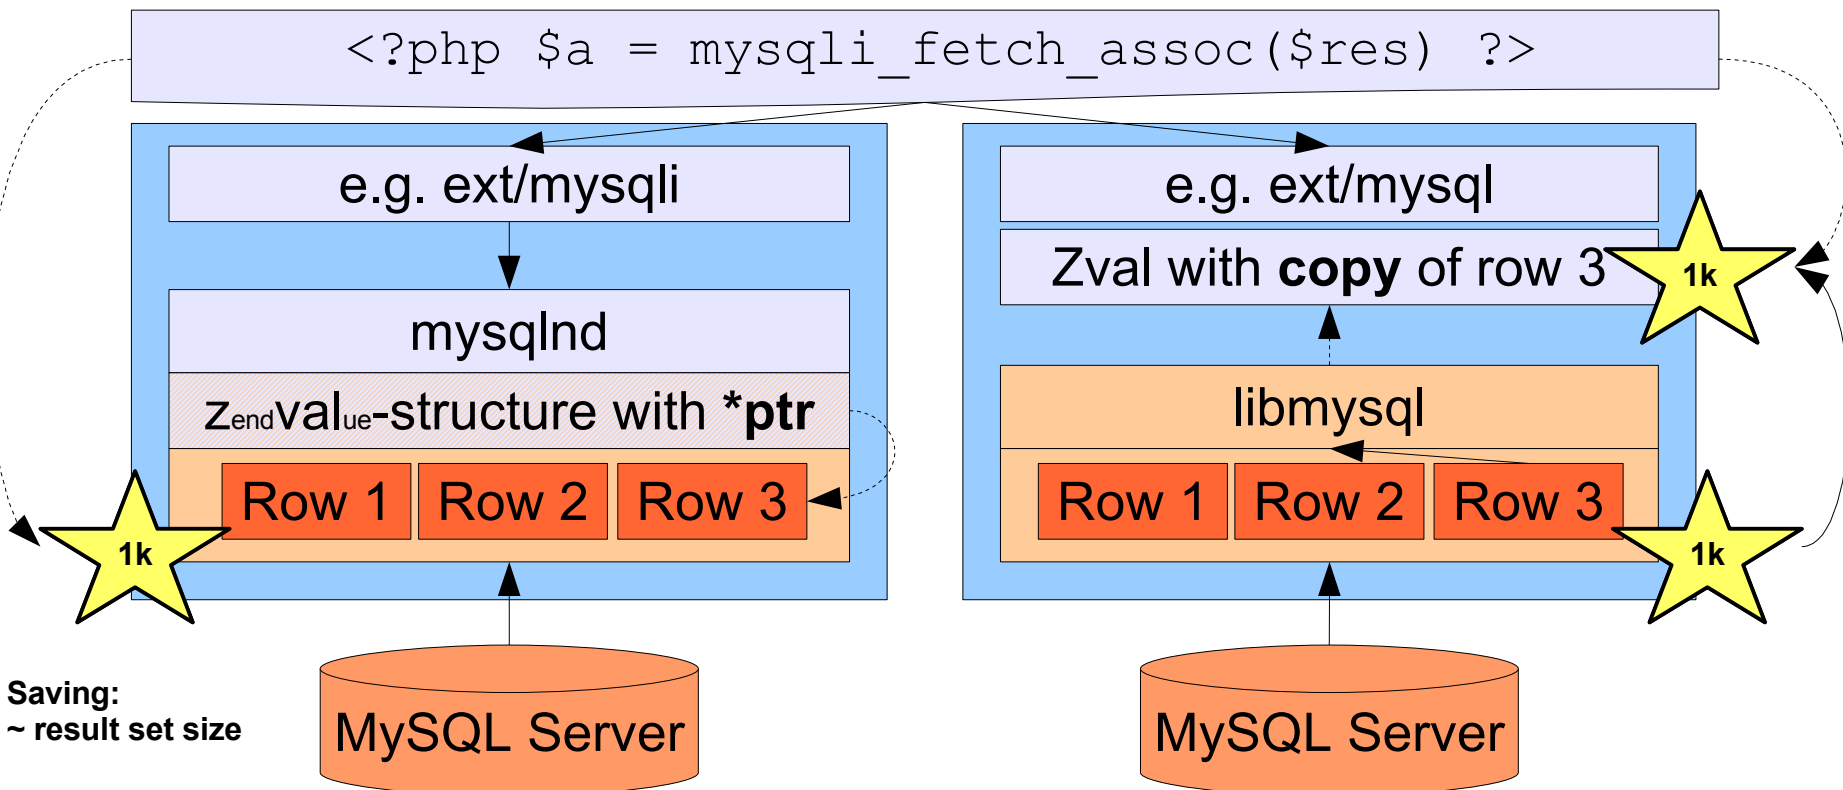 <?php $a = mysqli_fetch_assoc($res) ?>
e.g. ext/mysqli
mysqlnd
zendvalue-structure with *ptr
Row 1 Row 2 Row 3
1k
MySQL Server
Saving:
~ result set size
e.g. ext/mysql
Zval with copy of row 3
1k
libmysql
Row 1 Row 2 Row 3
1k
MySQL Server